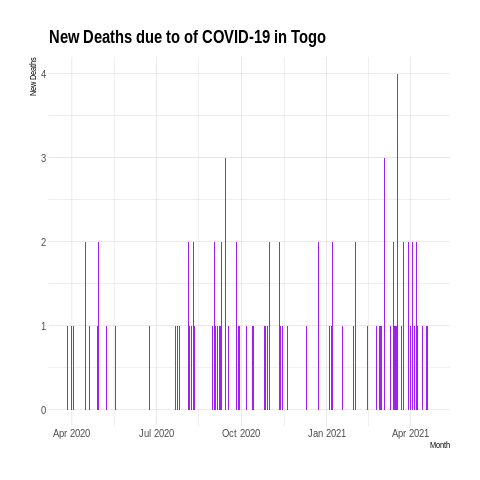 New Deaths due to of COVID-19 in Togo
New Deaths
4
3
2
1
0
Apr 2020 Jul 2020 Oct 2020 Jan 2021 Apr 2021
Month